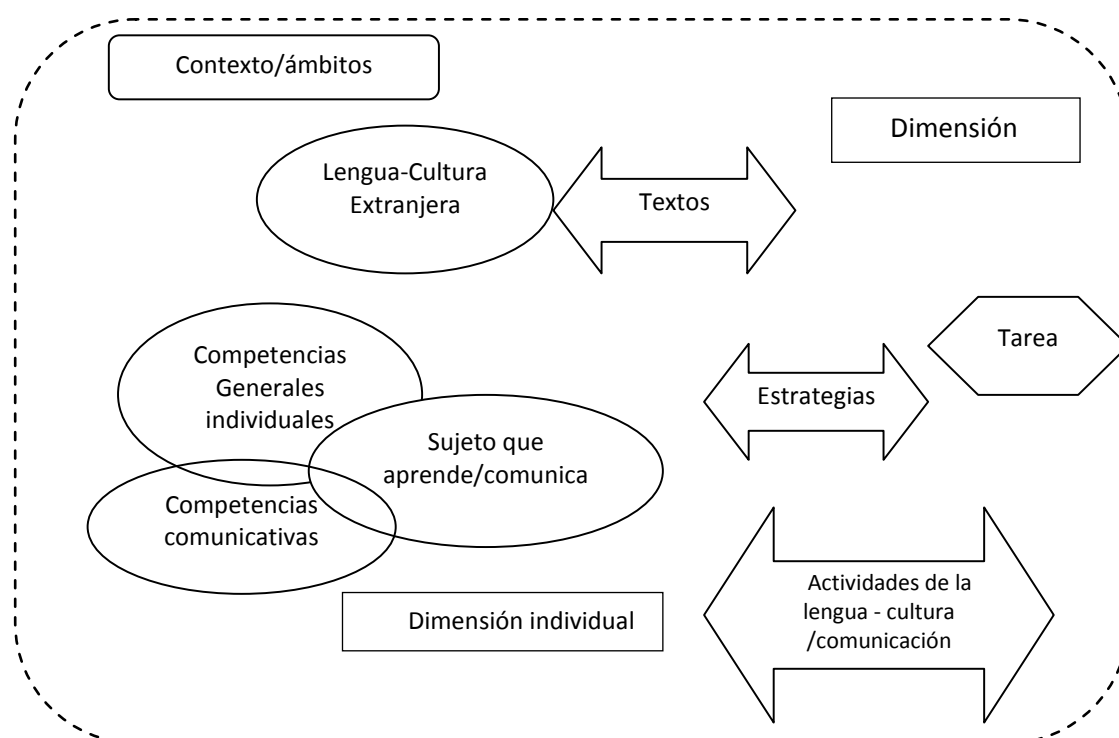 Contexto/ámbitos
Dimensión
Lengua-Cultura
Extranjera
Textos
Tarea
Competencias
Generales
individuales
Estrategias
Sujeto que
aprende/comunica
Competencias
comunicativas
Actividades de la
lengua - cultura
/comunicación
Dimensión individual